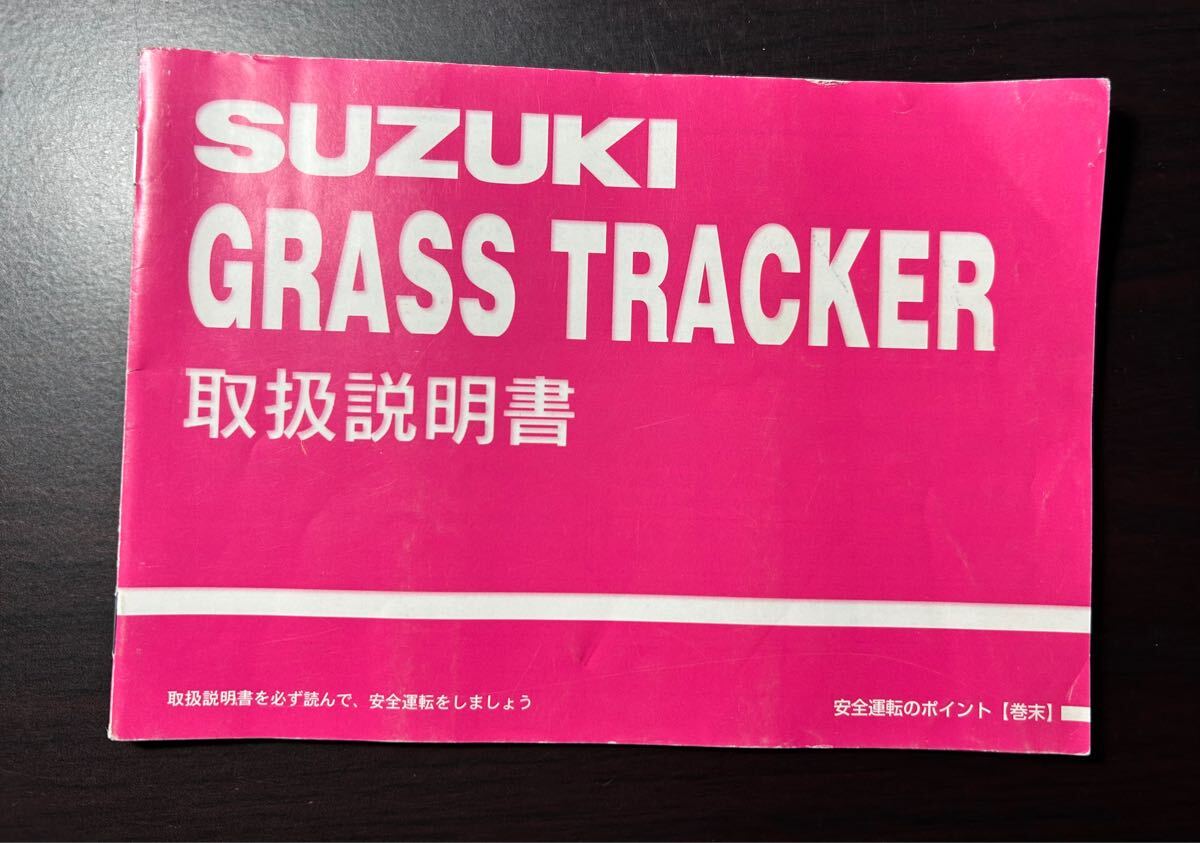 SUZUKI
GRASS TRACKER
取扱説明書
取扱説明書を必ず読んで、安全運転をしましょう
安全運転のポイント【巻末】